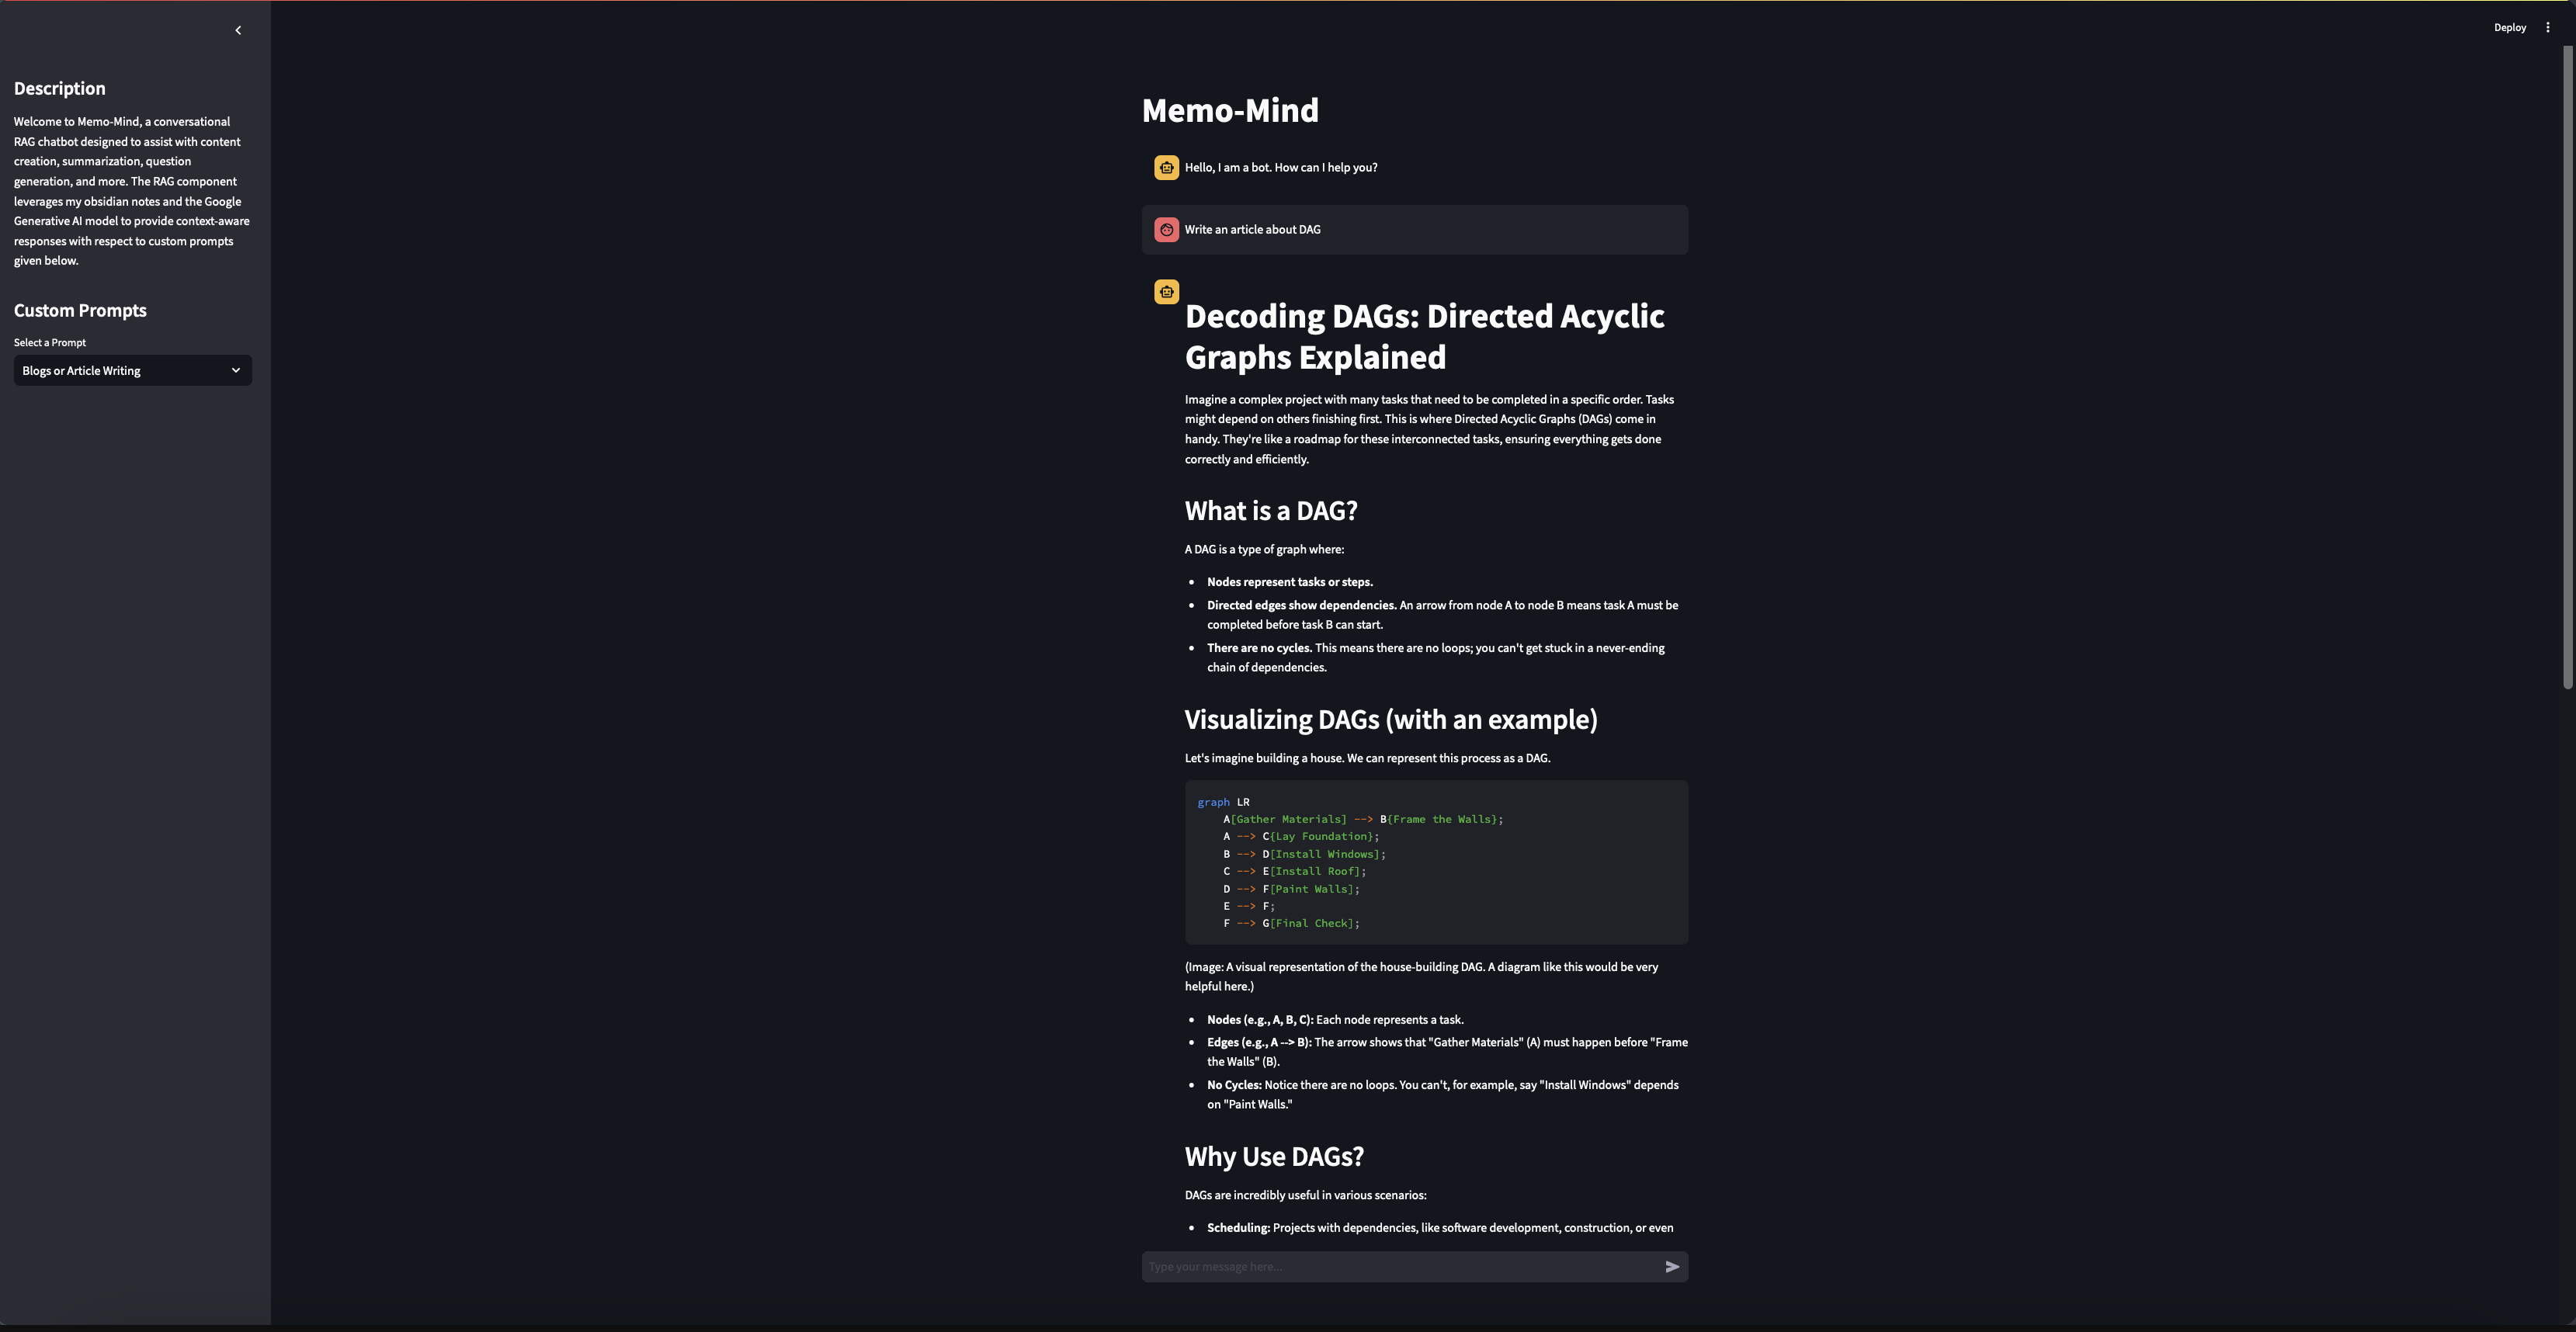 Deploy
Description
Welcome to Memo-Mind, a conversational
RAG chatbot designed to assist with content
creation, summarization, question
generation, and more. The RAG component
leverages my obsidian notes and the Google
Generative AI model to provide context-aware
responses with respect to custom prompts
given below.
Custom Prompts
Select a Prompt
Blogs or Article Writing
Memo-Mind
Hello, I am a bot. How can I help you?
Write an article about DAG
Decoding DAGs: Directed Acyclic
Graphs Explained
Imagine a complex project with many tasks that need to be completed in a specific order. Tasks
might depend on others finishing first. This is where Directed Acyclic Graphs (DAGs) come in
handy. They're like a roadmap for these interconnected tasks, ensuring everything gets done
correctly and efficiently.
What is a DAG?
A DAG is a type of graph where:
• Nodes represent tasks or steps.
• Directed edges show dependencies. An arrow from node A to node B means task A must be
completed before task B can start.
• There are no cycles. This means there are no loops; you can't get stuck in a never-ending
chain of dependencies.
Visualizing DAGs (with an example)
Let's imagine building a house. We can represent this process as a DAG.
graph LR
    A[Gather Materials] --> B{Frame the Walls};
    A --> C{Lay Foundation};
    B --> D[Install Windows];
    C --> E[Install Roof];
    D --> F[Paint Walls];
    E --> F;
    F --> G[Final Check];
(Image: A visual representation of the house-building DAG. A diagram like this would be very
helpful here.)
• Nodes (e.g., A, B, C): Each node represents a task.
• Edges (e.g., A --> B): The arrow shows that "Gather Materials" (A) must happen before "Frame
the Walls" (B).
• No Cycles: Notice there are no loops. You can't, for example, say "Install Windows" depends
on "Paint Walls."
Why Use DAGs?
DAGs are incredibly useful in various scenarios:
• Scheduling: Projects with dependencies, like software development, construction, or even
Type your message here...